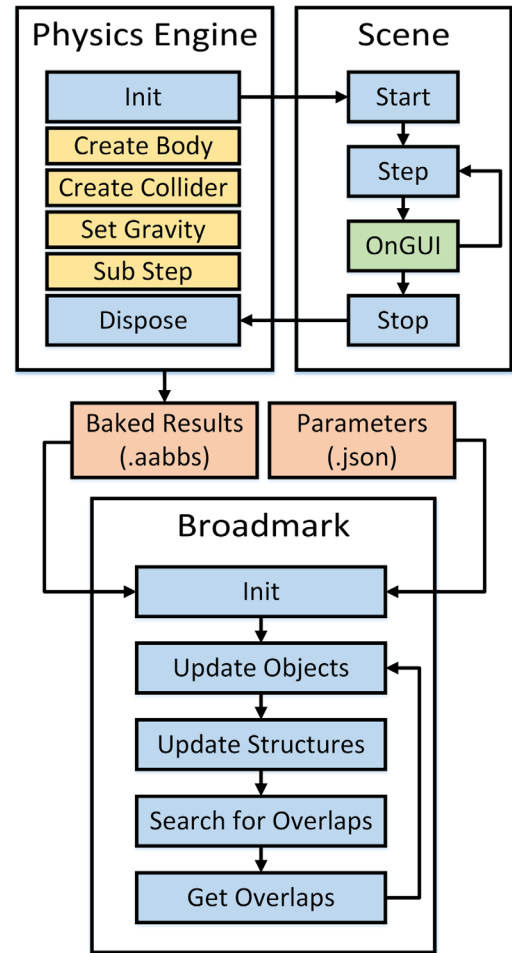 Physics Engine
Init
Create Body
Create Collider
Set Gravity
Sub Step
Dispose
Scene
Start
Step
OnGUI
Stop
Baked Results
(.aabbs)
Parameters
(.json)
Broadmark
Init
Update Objects
Update Structures
Search for Overlaps
Get Overlaps